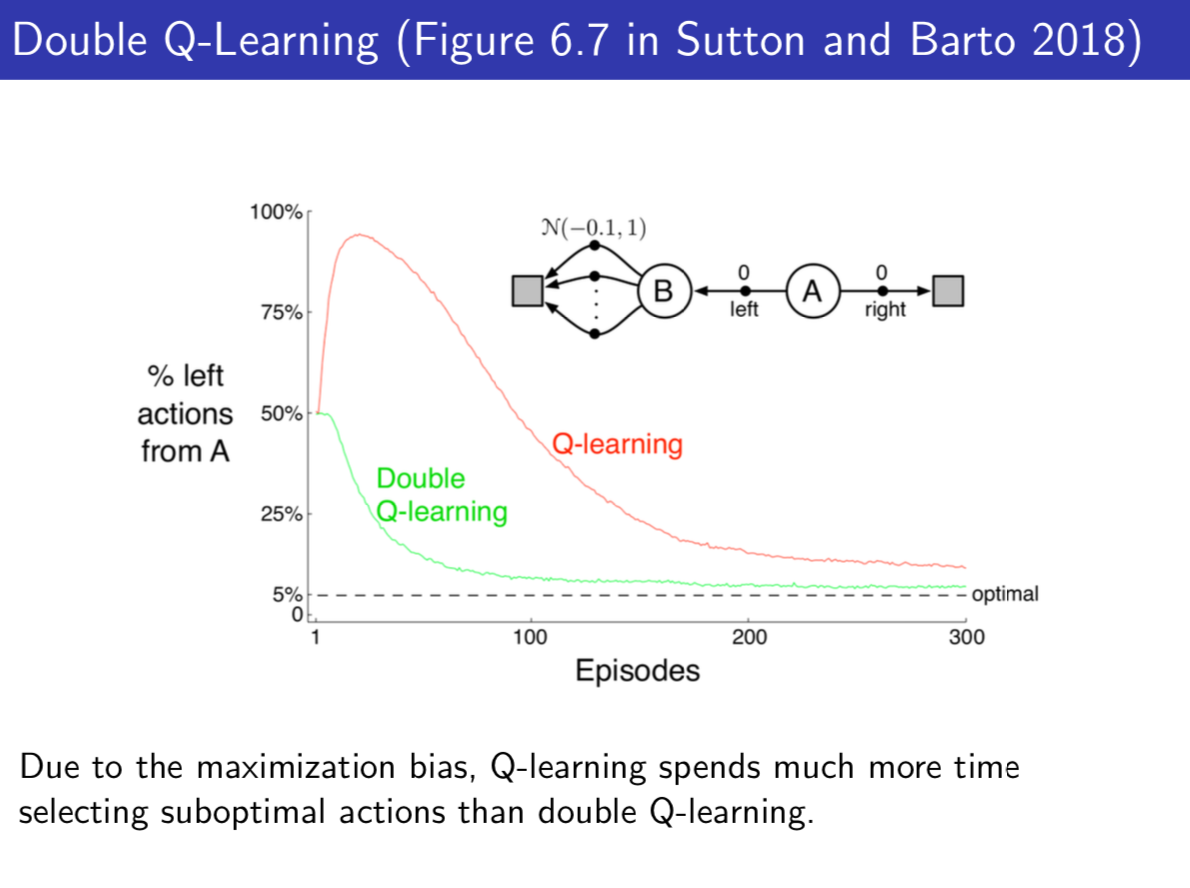 Double Q-Learning (Figure 6.7 in Sutton and Barto 2018)
100%
75%
50%
25%
5%
0
% left
actions
from A
𝒩(−0.1, 1)
B
0
left
A
0
right
Q-learning
Double
Q-learning
optimal
1
100
200
300
Episodes
Due to the maximization bias, Q-learning spends much more time
selecting suboptimal actions than double Q-learning.